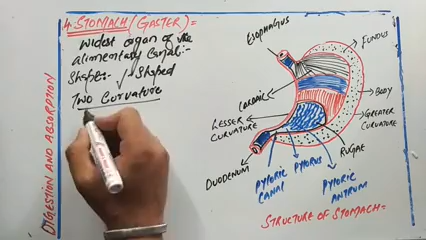 4. STOMACH (GASTER) =
Widest organ of the
alimentary canal:-
Shape:- J Shaped
Two Curvature
DIGESTION AND ABSORPTION
ESOPHAGUS
FUNDUS
CARDIAC
BODY
LESSER
CURVATURE
GREATER
CURVATURE
DUODENUM
PYLORIC
CANAL
PYLORUS
RUGAE
PYLORIC
ANTRUM
STRUCTURE OF STOMACH =